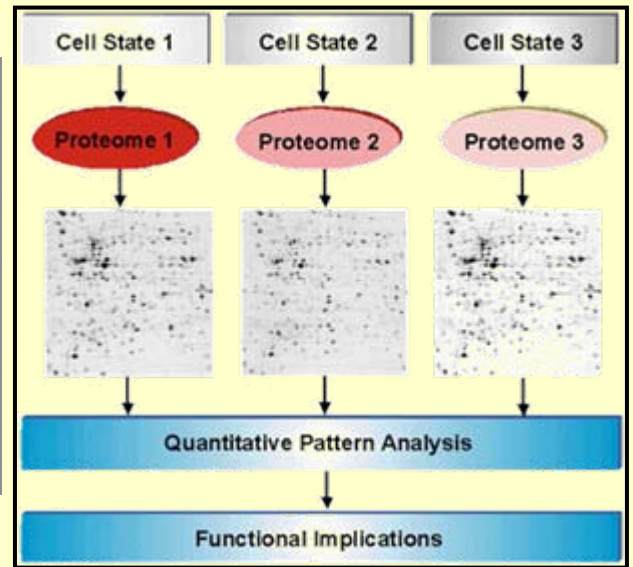 Cell State 1
Cell State 2
Cell State 3
Proteome 1
Proteome 2
Proteome 3
Quantitative Pattern Analysis
Functional Implications